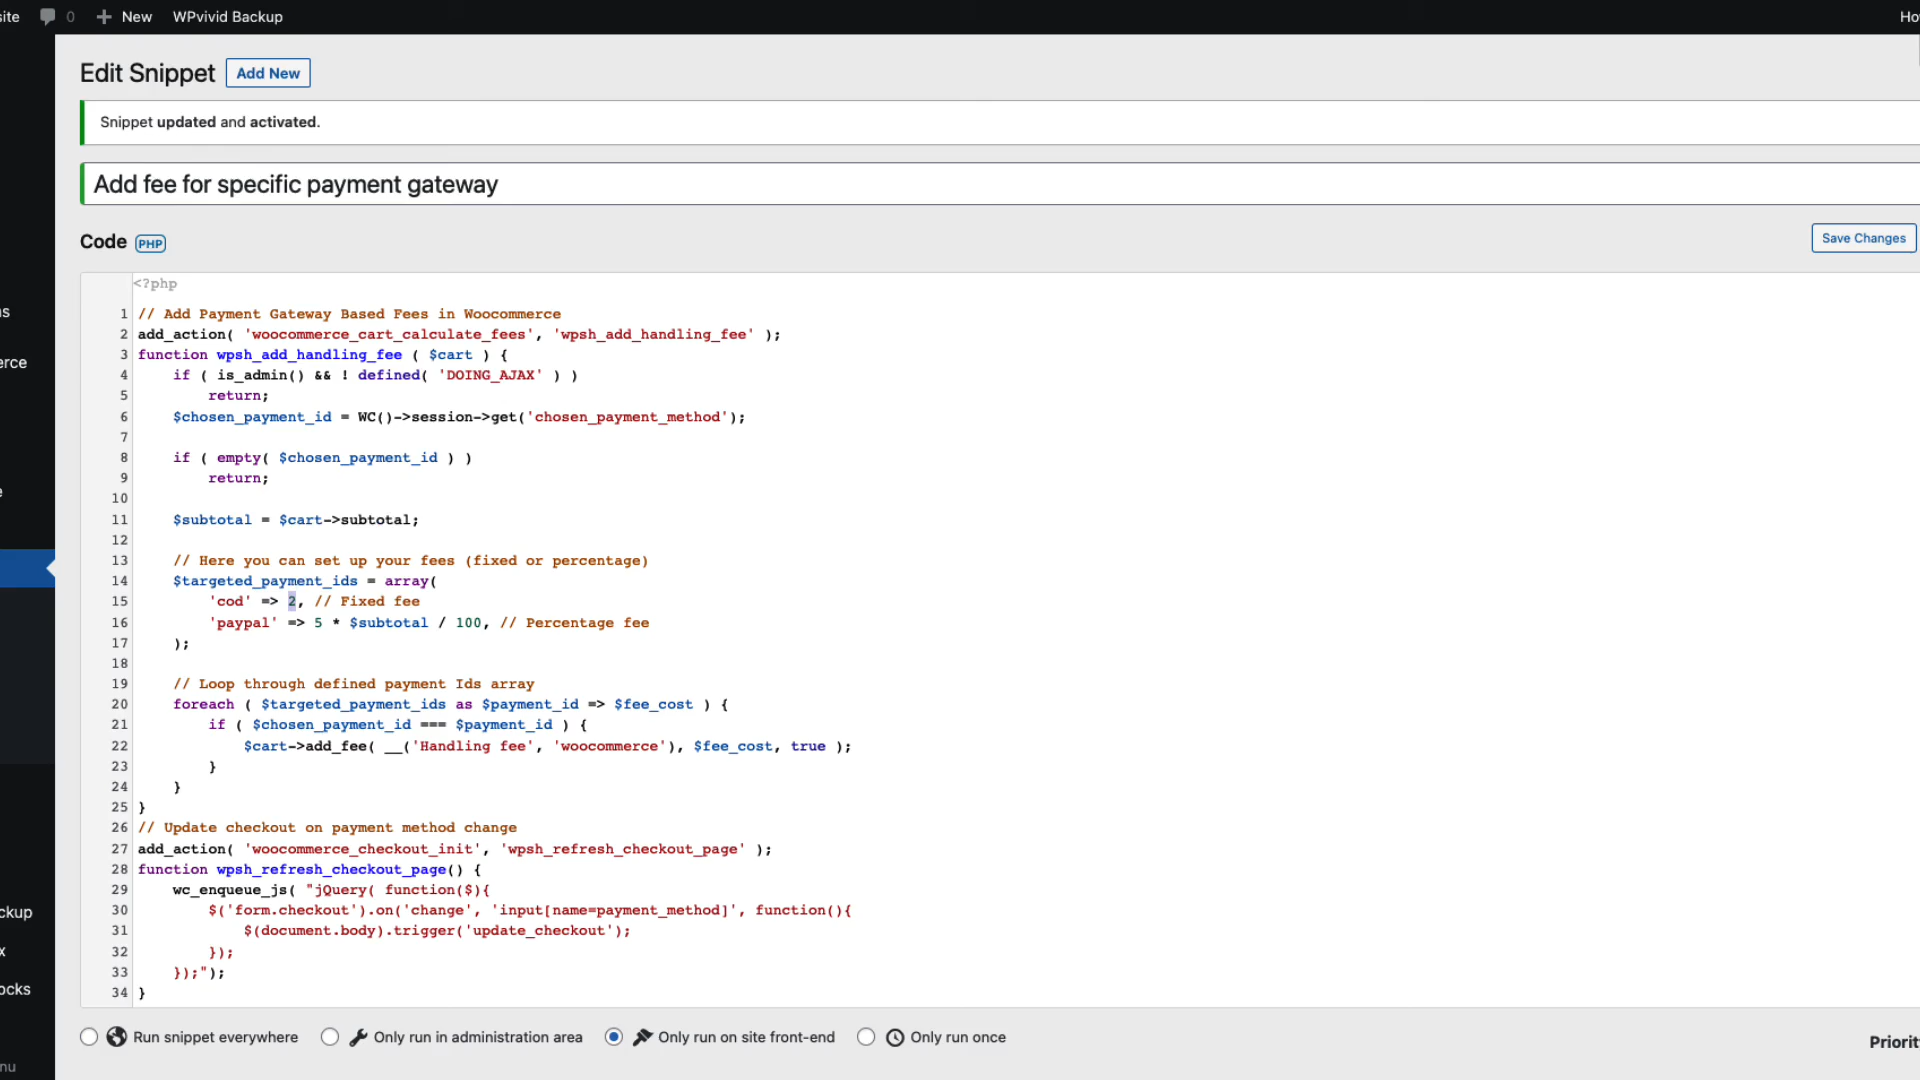 site 0 New WPvivid Backup How
Edit Snippet Add New
Snippet updated and activated.
Add fee for specific payment gateway
Code PHP
Save Changes
<?php
1 // Add Payment Gateway Based Fees in Woocommerce
2 add_action( 'woocommerce_cart_calculate_fees', 'wpsh_add_handling_fee' );
3 function wpsh_add_handling_fee ( $cart ) {
4     if ( is_admin() && ! defined( 'DOING_AJAX' ) )
5         return;
6     $chosen_payment_id = WC()->session->get('chosen_payment_method');
7
8     if ( empty( $chosen_payment_id ) )
9         return;
10
11     $subtotal = $cart->subtotal;
12
13     // Here you can set up your fees (fixed or percentage)
14     $targeted_payment_ids = array(
15         'cod' => 2, // Fixed fee
16         'paypal' => 5 * $subtotal / 100, // Percentage fee
17     );
18
19     // Loop through defined payment Ids array
20     foreach ( $targeted_payment_ids as $payment_id => $fee_cost ) {
21         if ( $chosen_payment_id === $payment_id ) {
22             $cart->add_fee( __('Handling fee', 'woocommerce'), $fee_cost, true );
23         }
24     }
25 }
26 // Update checkout on payment method change
27 add_action( 'woocommerce_checkout_init', 'wpsh_refresh_checkout_page' );
28 function wpsh_refresh_checkout_page() {
29     wc_enqueue_js( "jQuery( function($){
30         $('form.checkout').on('change', 'input[name=payment_method]', function(){
31             $(document.body).trigger('update_checkout');
32         });
33     });");
34 }
Run snippet everywhere Only run in administration area Only run on site front-end Only run once
Priorit
s
erce
e
ckup
x
ocks
nu